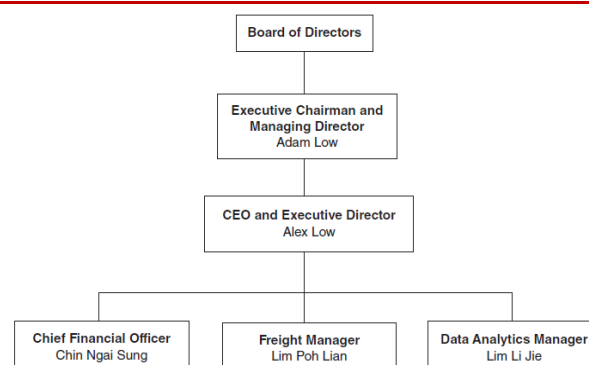 Board of Directors
Executive Chairman and
Managing Director
Adam Low
CEO and Executive Director
Alex Low
Chief Financial Officer
Chin Ngai Sung
Freight Manager
Lim Poh Lian
Data Analytics Manager
Lim Li Jie